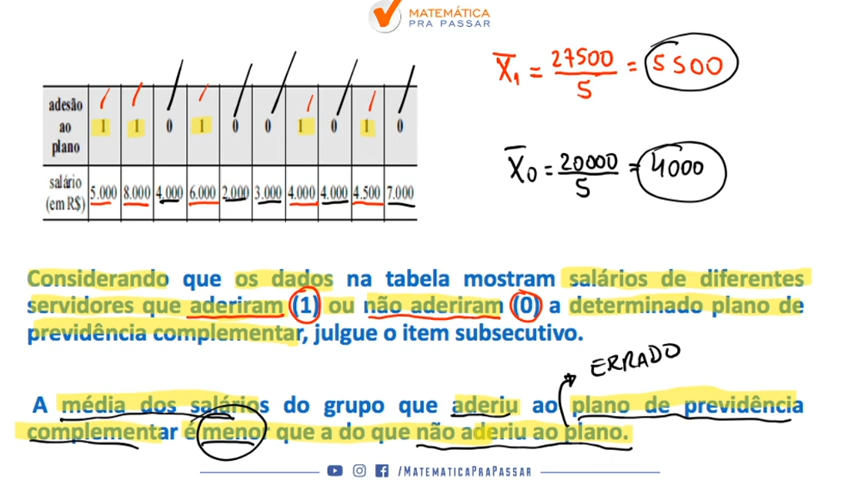 MATEMÁTICA
PRA PASSAR
adesão
ao
plano
1 1 0 1 0 0 1 0 1 0
salário
(em R$)
5.000 8.000 4.000 6.000 2.000 3.000 4.000 4.000 4.500 7.000
X̄₁ = 27500/5 = 5500
X̄0 = 20000/5 = 4000
Considerando que os dados na tabela mostram salários de diferentes
servidores que aderiram (1) ou não aderiram (0) a determinado plano de
previdência complementar, julgue o item subsecutivo.
ERRADO
A média dos salários do grupo que aderiu ao plano de previdência
complementar é menor que a do que não aderiu ao plano.
/MATEMATICAPRAPASSAR